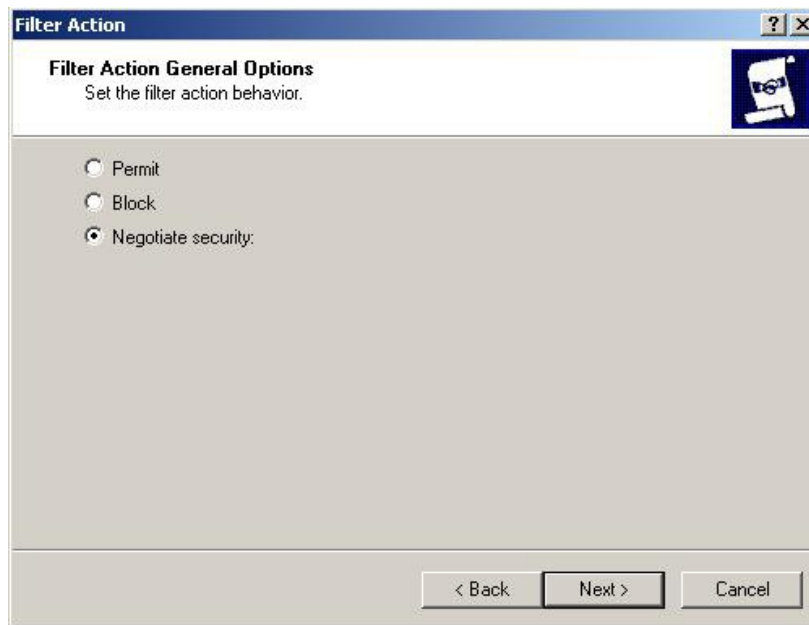 Filter Action
Filter Action General Options
Set the filter action behavior.
Permit
Block
Negotiate security:
< Back Next > Cancel